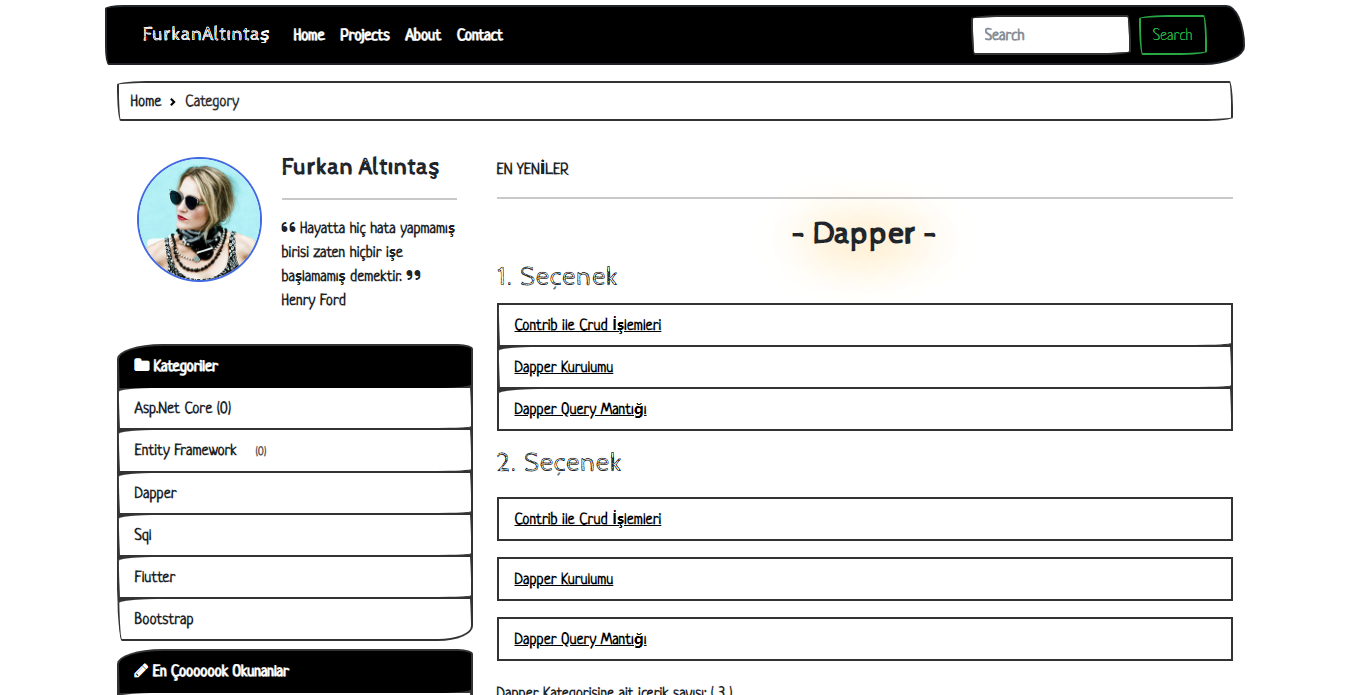 FurkanAltıntaş Home Projects About Contact Search Search
Home › Category
Furkan Altıntaş
“ Hayatta hiç hata yapmamış
birisi zaten hiçbir işe
başlamamış demektir. ”
Henry Ford
Kategoriler
Asp.Net Core (0)
Entity Framework (0)
Dapper
Sql
Flutter
Bootstrap
En Çooooook Okunanlar
EN YENİLER
- Dapper -
1. Seçenek
Contrib ile Crud İşlemleri
Dapper Kurulumu
Dapper Query Mantığı
2. Seçenek
Contrib ile Crud İşlemleri
Dapper Kurulumu
Dapper Query Mantığı
Dapper Kategorisine ait içerik sayısı: ( 3 )